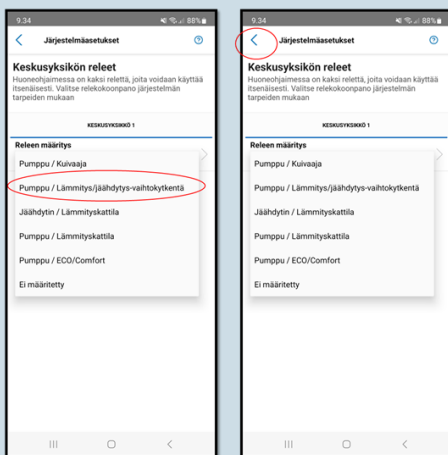 9.34 88%
Järjestelmäasetukset
Keskusyksikön releet
Huoneohjaimessa on kaksi relettä, joita voidaan käyttää
itsenäisesti. Valitse relekokoonpano järjestelmän
tarpeiden mukaan
KESKUSYKSIKKÖ 1
Releen määritys
Pumppu / Kuivaaja
Pumppu / Lämmitys/jäähdytys-vaihtokytkentä
Jäähdytin / Lämmityskattila
Pumppu / Lämmityskattila
Pumppu / ECO/Comfort
Ei määritetty
9.34 88%
Järjestelmäasetukset
Keskusyksikön releet
Huoneohjaimessa on kaksi relettä, joita voidaan käyttää
itsenäisesti. Valitse relekokoonpano järjestelmän
tarpeiden mukaan
KESKUSYKSIKKÖ 1
Releen määritys
Pumppu / Kuivaaja
Pumppu / Lämmitys/jäähdytys-vaihtokytkentä
Jäähdytin / Lämmityskattila
Pumppu / Lämmityskattila
Pumppu / ECO/Comfort
Ei määritetty